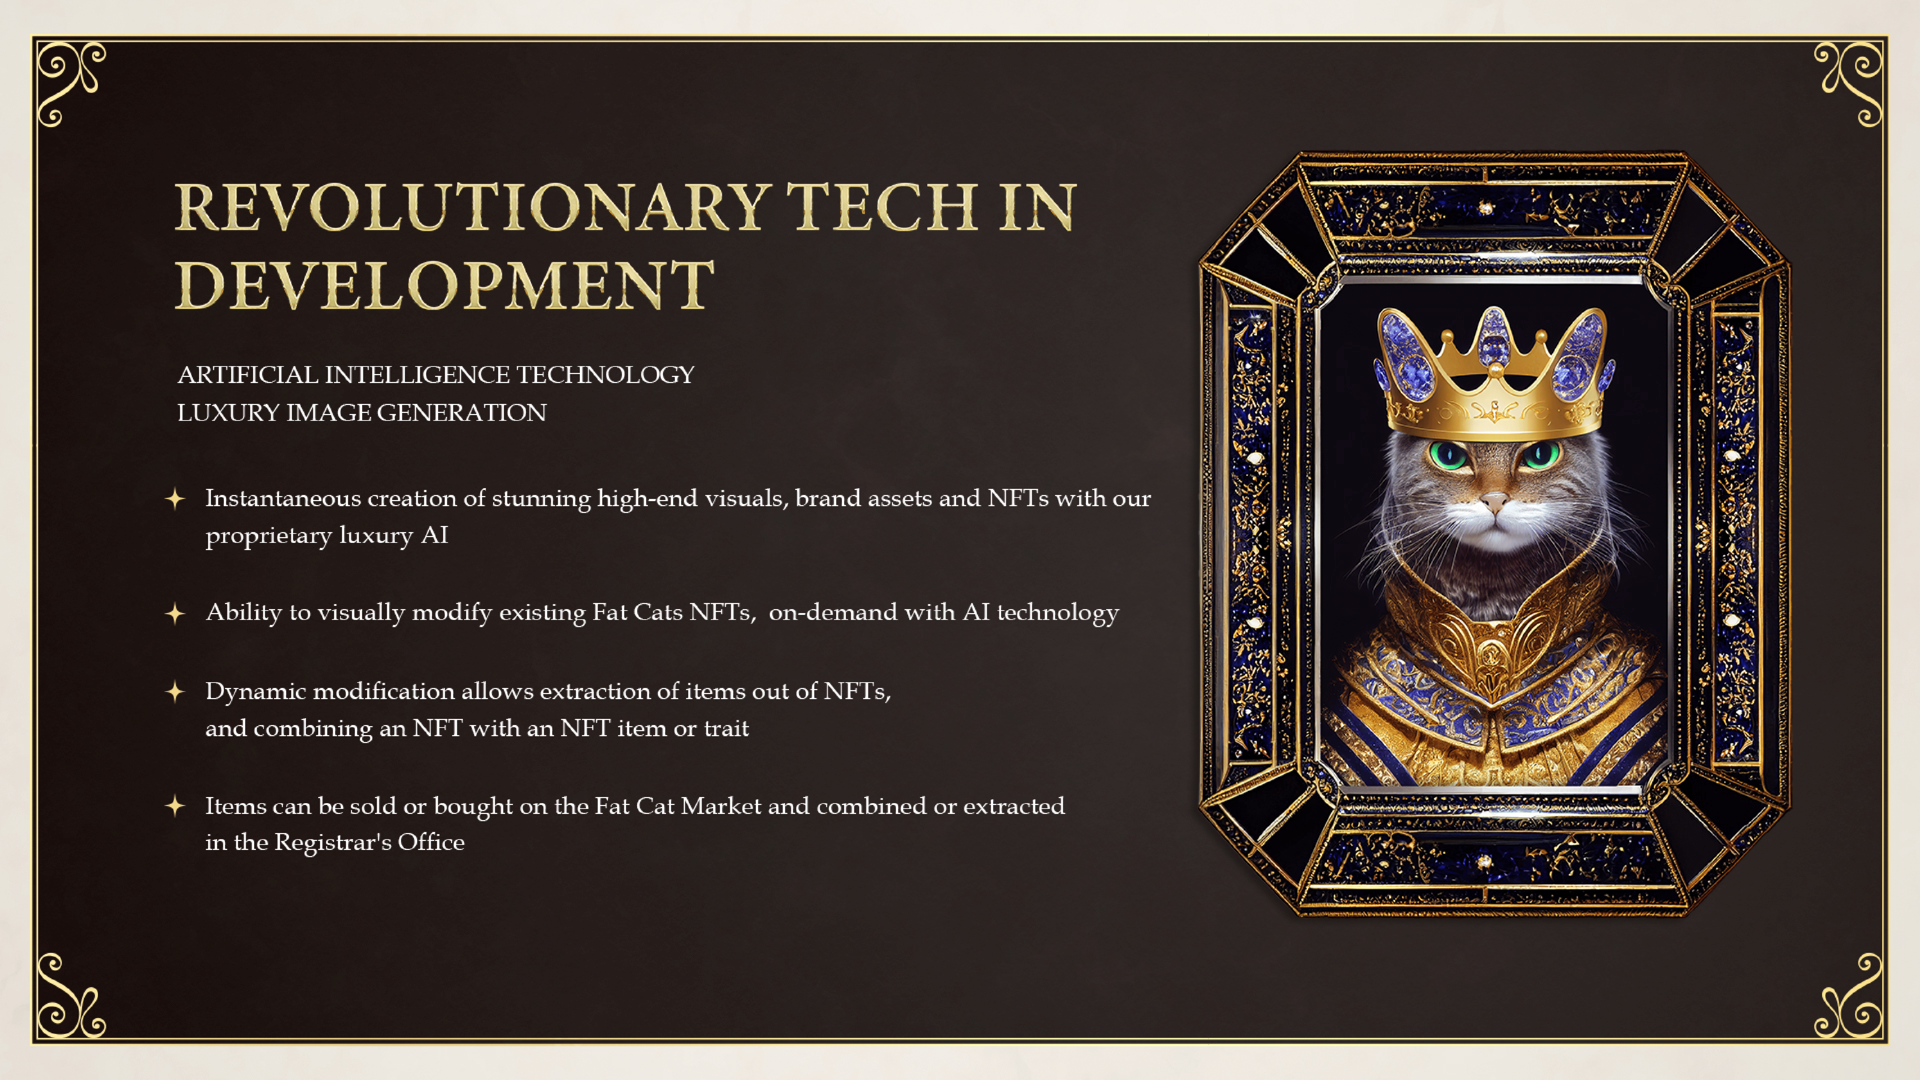 REVOLUTIONARY TECH IN
DEVELOPMENT
ARTIFICIAL INTELLIGENCE TECHNOLOGY
LUXURY IMAGE GENERATION
Instantaneous creation of stunning high-end visuals, brand assets and NFTs with our
proprietary luxury AI
Ability to visually modify existing Fat Cats NFTs,  on-demand with AI technology
Dynamic modification allows extraction of items out of NFTs,
and combining an NFT with an NFT item or trait
Items can be sold or bought on the Fat Cat Market and combined or extracted
in the Registrar's Office